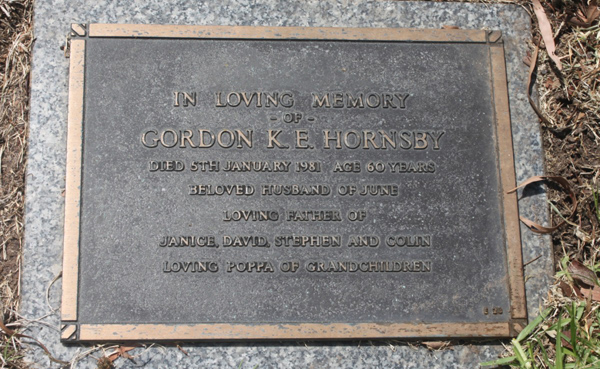 IN LOVING MEMORY
- OF -
GORDON K. E. HORNSBY
DIED 5TH JANUARY 1981 AGE 60 YEARS
BELOVED HUSBAND OF JUNE
LOVING FATHER OF
JANICE, DAVID, STEPHEN AND COLIN
LOVING POPPA OF GRANDCHILDREN